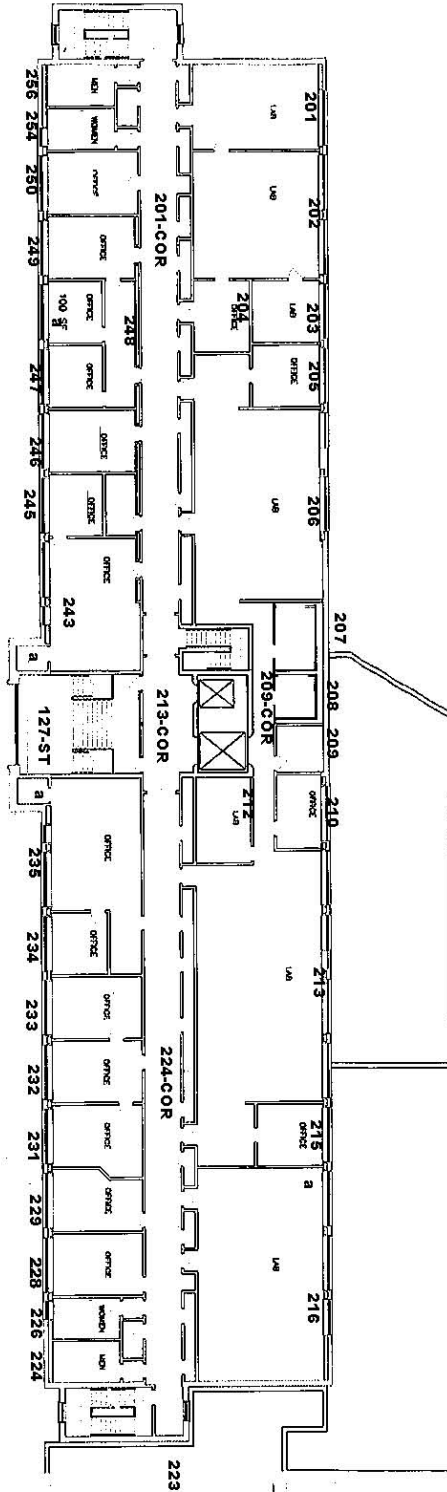 201
LAB
202
LAB
203
LAB
204
OFFICE
205
OFFICE
206
LAB
207
208
209
209-COR
210
OFFICE
212
LAB
213
LAB
215
OFFICE
a
216
LAB
201-COR
213-COR
224-COR
223
MEN
256
WOMEN
254
OFFICE
250
OFFICE
249
248
OFFICE
100 SF
a
OFFICE
247
OFFICE
246
OFFICE
245
OFFICE
243
a
127-ST
a
OFFICE
235
OFFICE
234
OFFICE
233
OFFICE
232
OFFICE
231
OFFICE
229
OFFICE
228
WOMEN
226
MEN
224